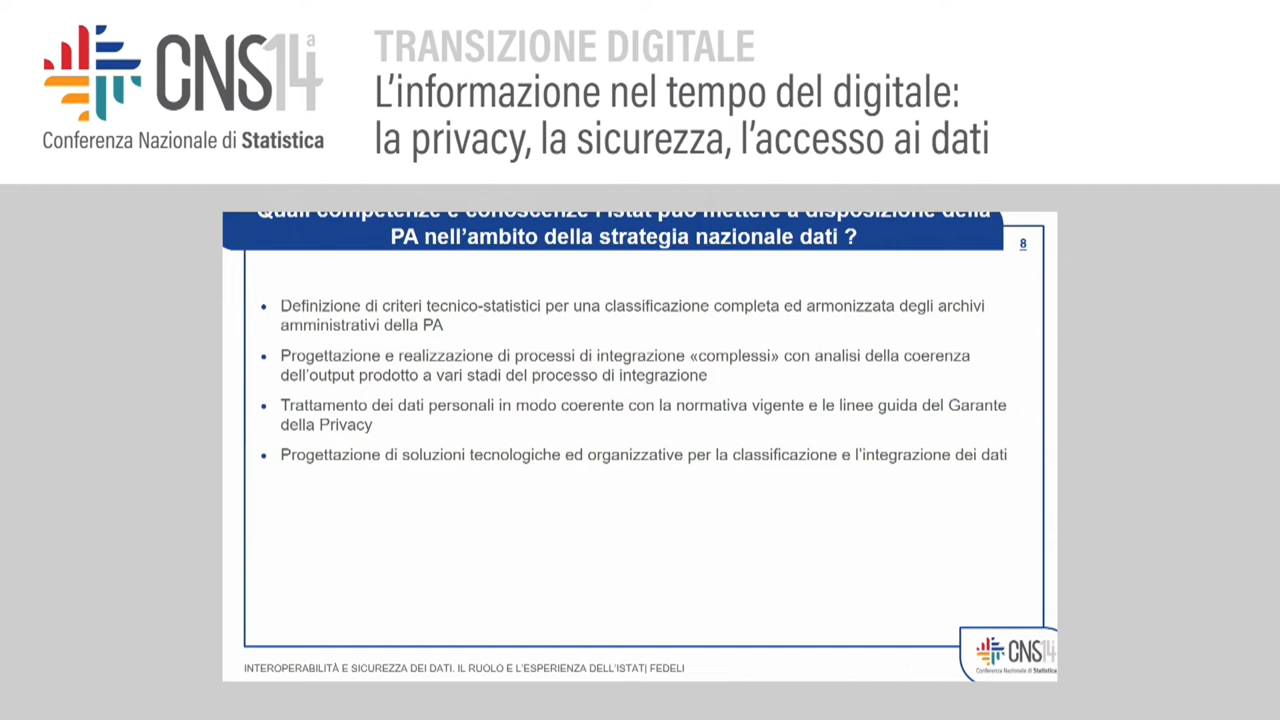 CNS14ª
Conferenza Nazionale di Statistica
TRANSIZIONE DIGITALE
L'informazione nel tempo del digitale:
la privacy, la sicurezza, l'accesso ai dati
Quali competenze e conoscenze l'Istat può mettere a disposizione della
PA nell'ambito della strategia nazionale dati ?
8
• Definizione di criteri tecnico-statistici per una classificazione completa ed armonizzata degli archivi
amministrativi della PA
• Progettazione e realizzazione di processi di integrazione «complessi» con analisi della coerenza
dell'output prodotto a vari stadi del processo di integrazione
• Trattamento dei dati personali in modo coerente con la normativa vigente e le linee guida del Garante
della Privacy
• Progettazione di soluzioni tecnologiche ed organizzative per la classificazione e l'integrazione dei dati
INTEROPERABILITÀ E SICUREZZA DEI DATI. IL RUOLO E L'ESPERIENZA DELL'ISTAT| FEDELI
CNS14
Conferenza Nazionale di Statistica